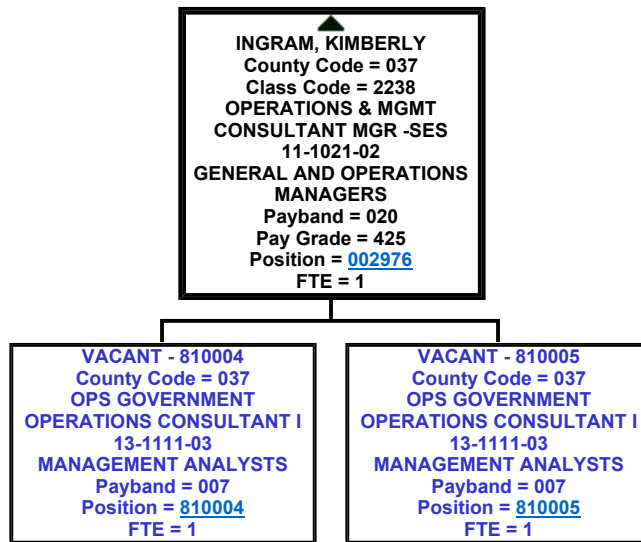 INGRAM, KIMBERLY
County Code = 037
Class Code = 2238
OPERATIONS & MGMT
CONSULTANT MGR -SES
11-1021-02
GENERAL AND OPERATIONS
MANAGERS
Payband = 020
Pay Grade = 425
Position = 002976
FTE = 1
VACANT - 810004
County Code = 037
OPS GOVERNMENT
OPERATIONS CONSULTANT I
13-1111-03
MANAGEMENT ANALYSTS
Payband = 007
Position = 810004
FTE = 1
VACANT - 810005
County Code = 037
OPS GOVERNMENT
OPERATIONS CONSULTANT I
13-1111-03
MANAGEMENT ANALYSTS
Payband = 007
Position = 810005
FTE = 1